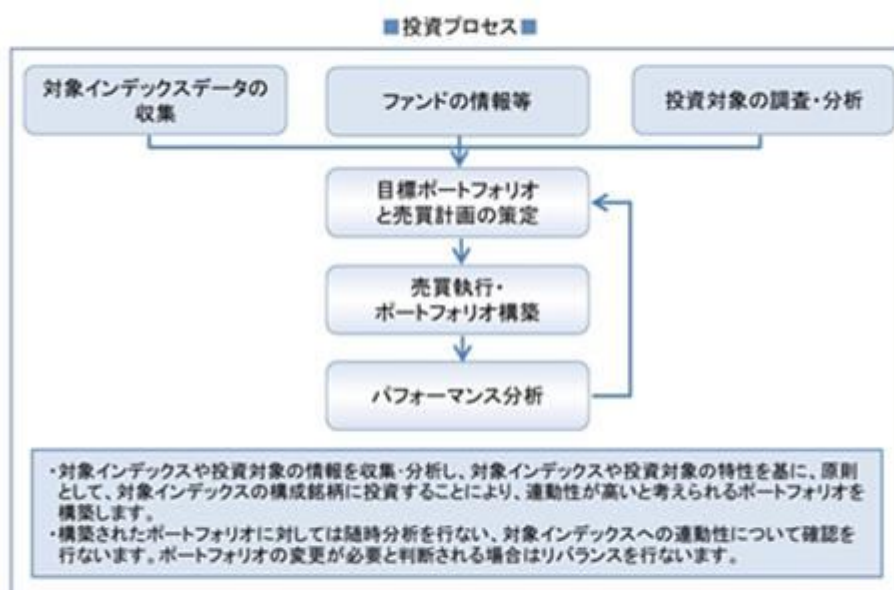 ■投資プロセス■
対象インデックスデータの
収集
ファンドの情報等
投資対象の調査・分析
目標ポートフォリオ
と売買計画の策定
売買執行・
ポートフォリオ構築
パフォーマンス分析
・対象インデックスや投資対象の情報を収集・分析し、対象インデックスや投資対象の特性を基に、原則
として、対象インデックスの構成銘柄に投資することにより、連動性が高いと考えられるポートフォリオを
構築します。
・構築されたポートフォリオに対しては随時分析を行ない、対象インデックスへの連動性について確認を
行ないます。ポートフォリオの変更が必要と判断される場合はリバランスを行ないます。